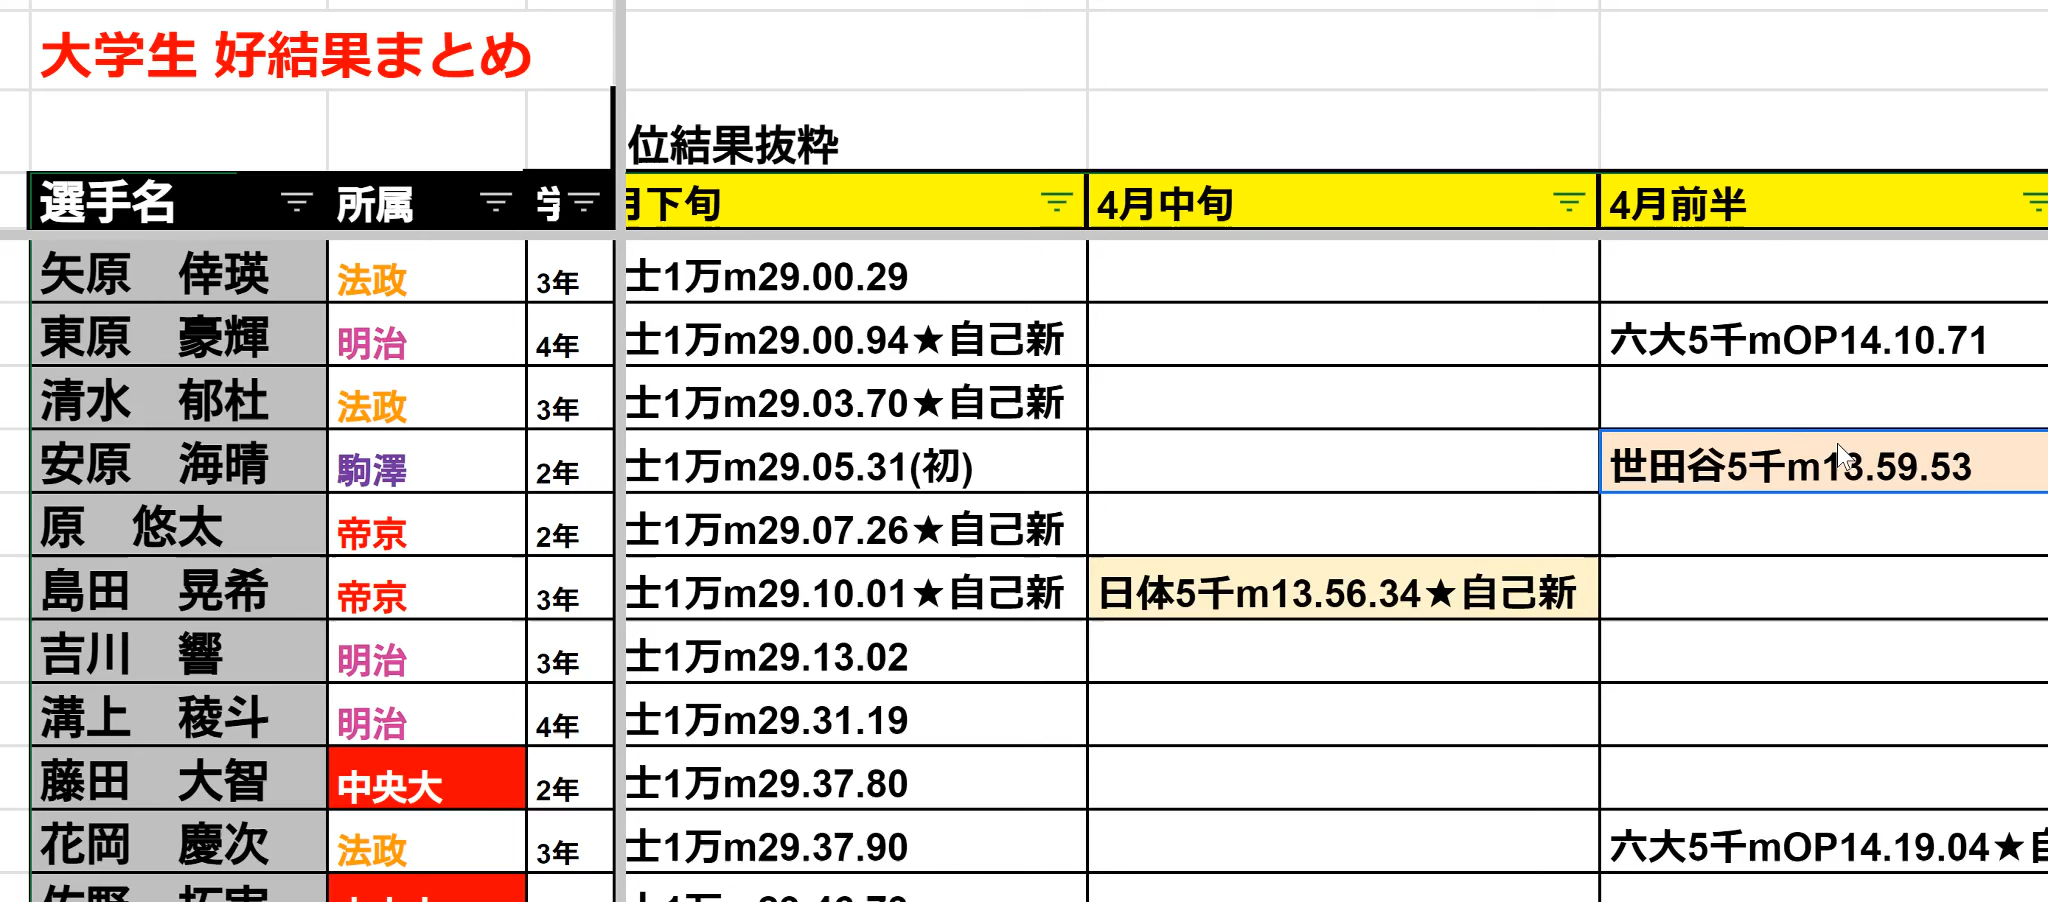 大学生 好結果まとめ
位結果抜粋
選手名 所属 学 月下旬 4月中旬 4月前半
矢原 倖瑛 法政 3年 士1万m29.00.29
東原 豪輝 明治 4年 士1万m29.00.94★自己新 六大5千mOP14.10.71
清水 郁杜 法政 3年 士1万m29.03.70★自己新
安原 海晴 駒澤 2年 士1万m29.05.31(初) 世田谷5千m13.59.53
原 悠太 帝京 2年 士1万m29.07.26★自己新
島田 晃希 帝京 3年 士1万m29.10.01★自己新 日体5千m13.56.34★自己新
吉川 響 明治 3年 士1万m29.13.02
溝上 稜斗 明治 4年 士1万m29.31.19
藤田 大智 中央大 2年 士1万m29.37.80
花岡 慶次 法政 3年 士1万m29.37.90 六大5千mOP14.19.04★自